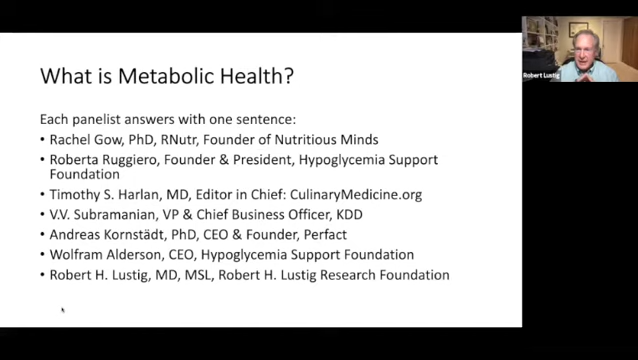 What is Metabolic Health?
Robert Lustig
Each panelist answers with one sentence:
• Rachel Gow, PhD, RNutr, Founder of Nutritious Minds
• Roberta Ruggiero, Founder & President, Hypoglycemia Support
Foundation
• Timothy S. Harlan, MD, Editor in Chief: CulinaryMedicine.org
• V.V. Subramanian, VP & Chief Business Officer, KDD
• Andreas Kornstädt, PhD, CEO & Founder, Perfact
• Wolfram Alderson, CEO, Hypoglycemia Support Foundation
• Robert H. Lustig, MD, MSL, Robert H. Lustig Research Foundation